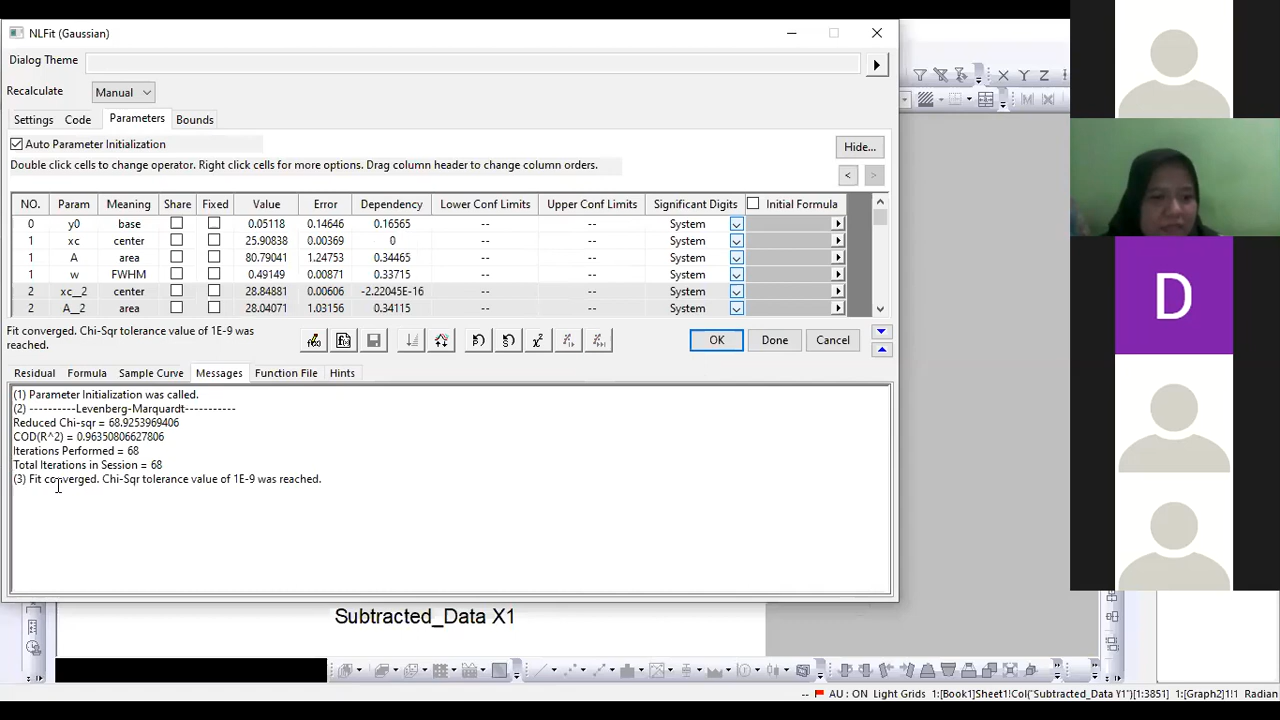 NLFit (Gaussian)
Dialog Theme
Recalculate Manual
Settings Code Parameters Bounds
Auto Parameter Initialization
Hide...
Double click cells to change operator. Right click cells for more options. Drag column header to change column orders.
< >
NO. Param Meaning Share Fixed Value Error Dependency Lower Conf Limits Upper Conf Limits Significant Digits Initial Formula
0 y0 base 0.05118 0.14646 0.16565 -- -- System
1 xc center 25.90838 0.00369 0 -- -- System
1 A area 80.79041 1.24753 0.34465 -- -- System
1 w FWHM 0.49149 0.00871 0.33715 -- -- System
2 xc__2 center 28.84881 0.00606 -2.22045E-16 -- -- System
2 A__2 area 28.04071 1.03156 0.34115 -- -- System
Fit converged. Chi-Sqr tolerance value of 1E-9 was
reached.
OK Done Cancel
Residual Formula Sample Curve Messages Function File Hints
(1) Parameter Initialization was called.
(2) ----------Levenberg-Marquardt-----------
Reduced Chi-sqr = 68.9253969406
COD(R^2) = 0.96350806627806
Iterations Performed = 68
Total Iterations in Session = 68
(3) Fit converged. Chi-Sqr tolerance value of 1E-9 was reached.
X Y Z
D
Subtracted_Data X1
-- AU : ON Light Grids 1:[Book1]Sheet1!Col("Subtracted_Data Y1")[1:3851] 1:[Graph2]1!1 Radian